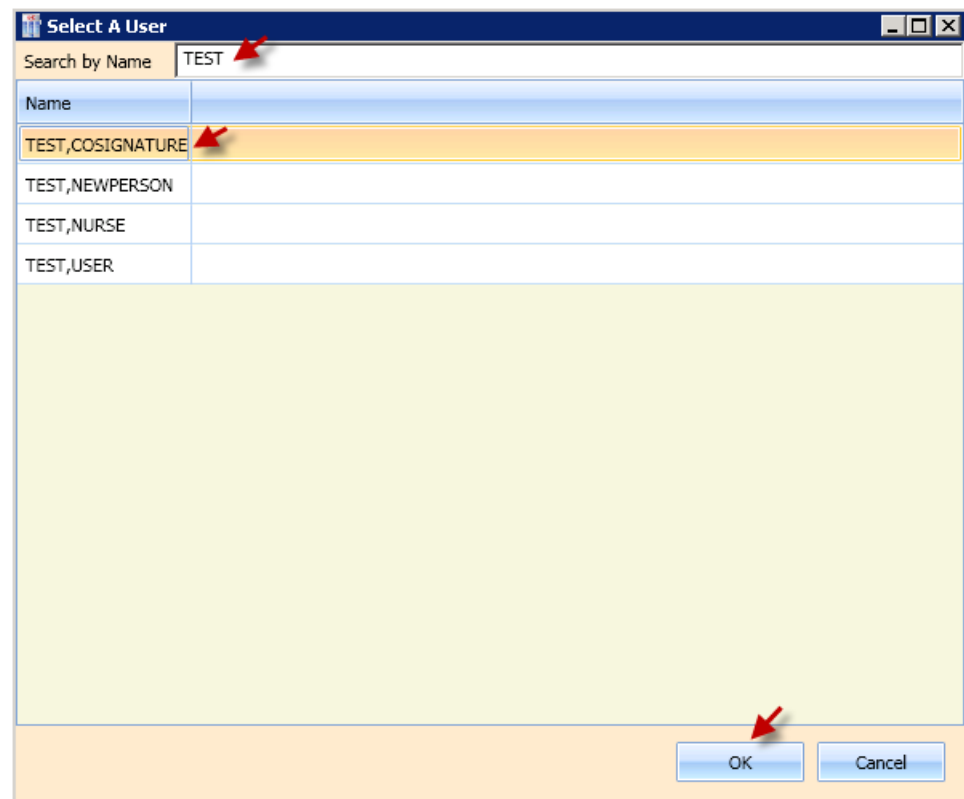 Select A User
Search by Name TEST
Name
TEST,COSIGNATURE
TEST,NEWPERSON
TEST,NURSE
TEST,USER
OK Cancel